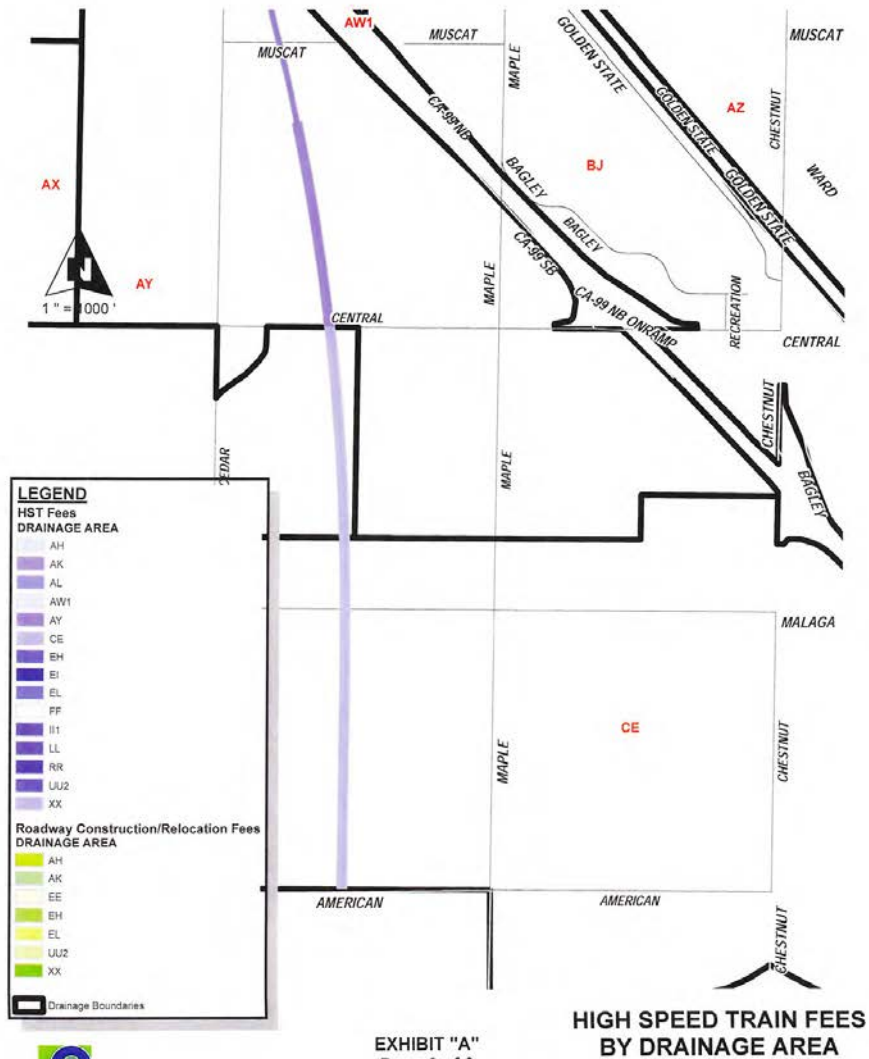 AW1
MUSCAT
MUSCAT
MUSCAT
MAPLE
GOLDEN STATE
GOLDEN STATE
AZ
CHESTNUT
CA-99 NB
BAGLEY
BJ
GOLDEN STATE
WARD
AX
BAGLEY
GOLDEN STATE
CA-99 SB
N
AY
MAPLE
1 " = 1000 '
CA-99 NB ONRAMP
CENTRAL
RECREATION
CENTRAL
CHESTNUT
MAPLE
BAGLEY
LEGEND
HST Fees
DRAINAGE AREA
AH
AK
AL
AW1
AY
CE
EH
EI
EL
FF
II1
LL
RR
UU2
XX
Roadway Construction/Relocation Fees
DRAINAGE AREA
AH
AK
EE
EH
EL
UU2
XX
Drainage Boundaries
MALAGA
CE
MAPLE
CHESTNUT
AMERICAN
AMERICAN
CHESTNUT
EXHIBIT "A"
HIGH SPEED TRAIN FEES
BY DRAINAGE AREA